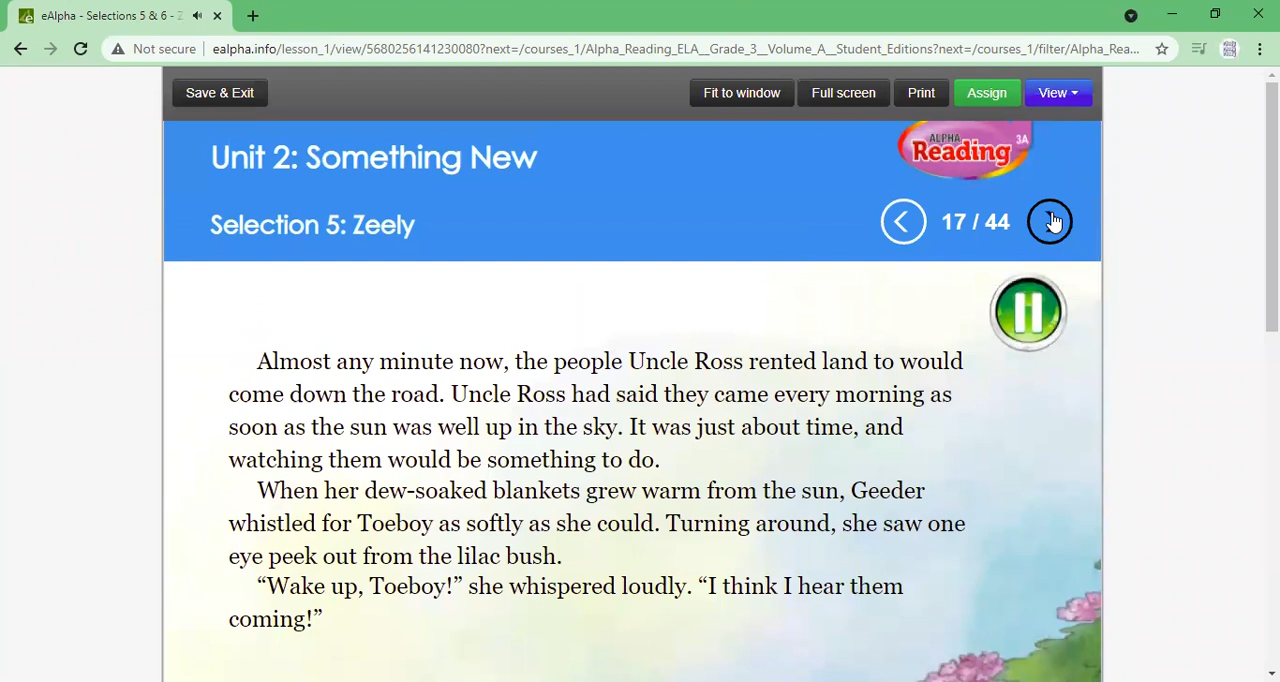 eAlpha - Selections 5 & 6 - Z
Not secure ealpha.info/lesson_1/view/5680256141230080?next=/courses_1/Alpha_Reading_ELA__Grade_3__Volume_A__Student_Editions?next=/courses_1/filter/Alpha_Rea...
Save & Exit Fit to window Full screen Print Assign View
Unit 2: Something New
ALPHA 3A
Reading
Selection 5: Zeely
17 / 44
Almost any minute now, the people Uncle Ross rented land to would
come down the road. Uncle Ross had said they came every morning as
soon as the sun was well up in the sky. It was just about time, and
watching them would be something to do.
When her dew-soaked blankets grew warm from the sun, Geeder
whistled for Toeboy as softly as she could. Turning around, she saw one
eye peek out from the lilac bush.
“Wake up, Toeboy!” she whispered loudly. “I think I hear them
coming!”